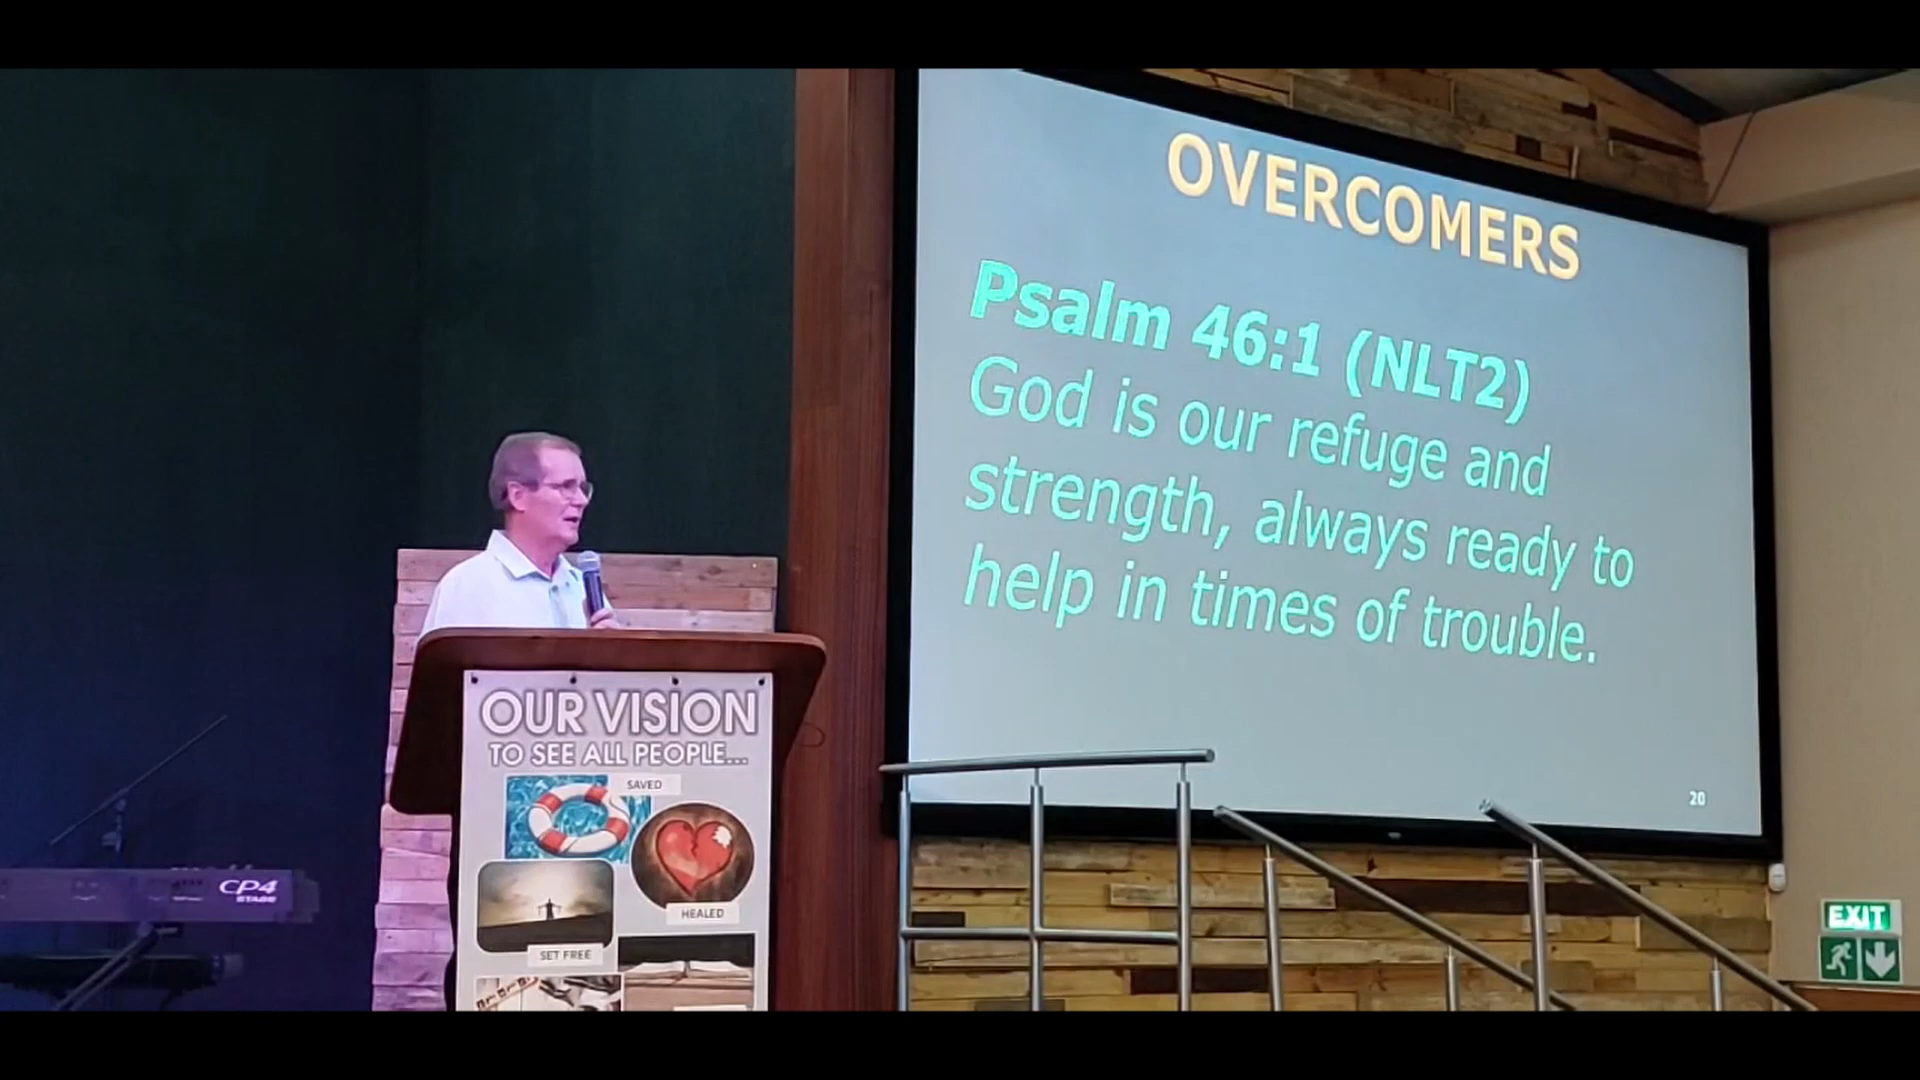 OVERCOMERS
Psalm 46:1 (NLT2)
God is our refuge and
strength, always ready to
help in times of trouble.
20
OUR VISION
TO SEE ALL PEOPLE...
SAVED
HEALED
SET FREE
CP4
STAGE
EXIT